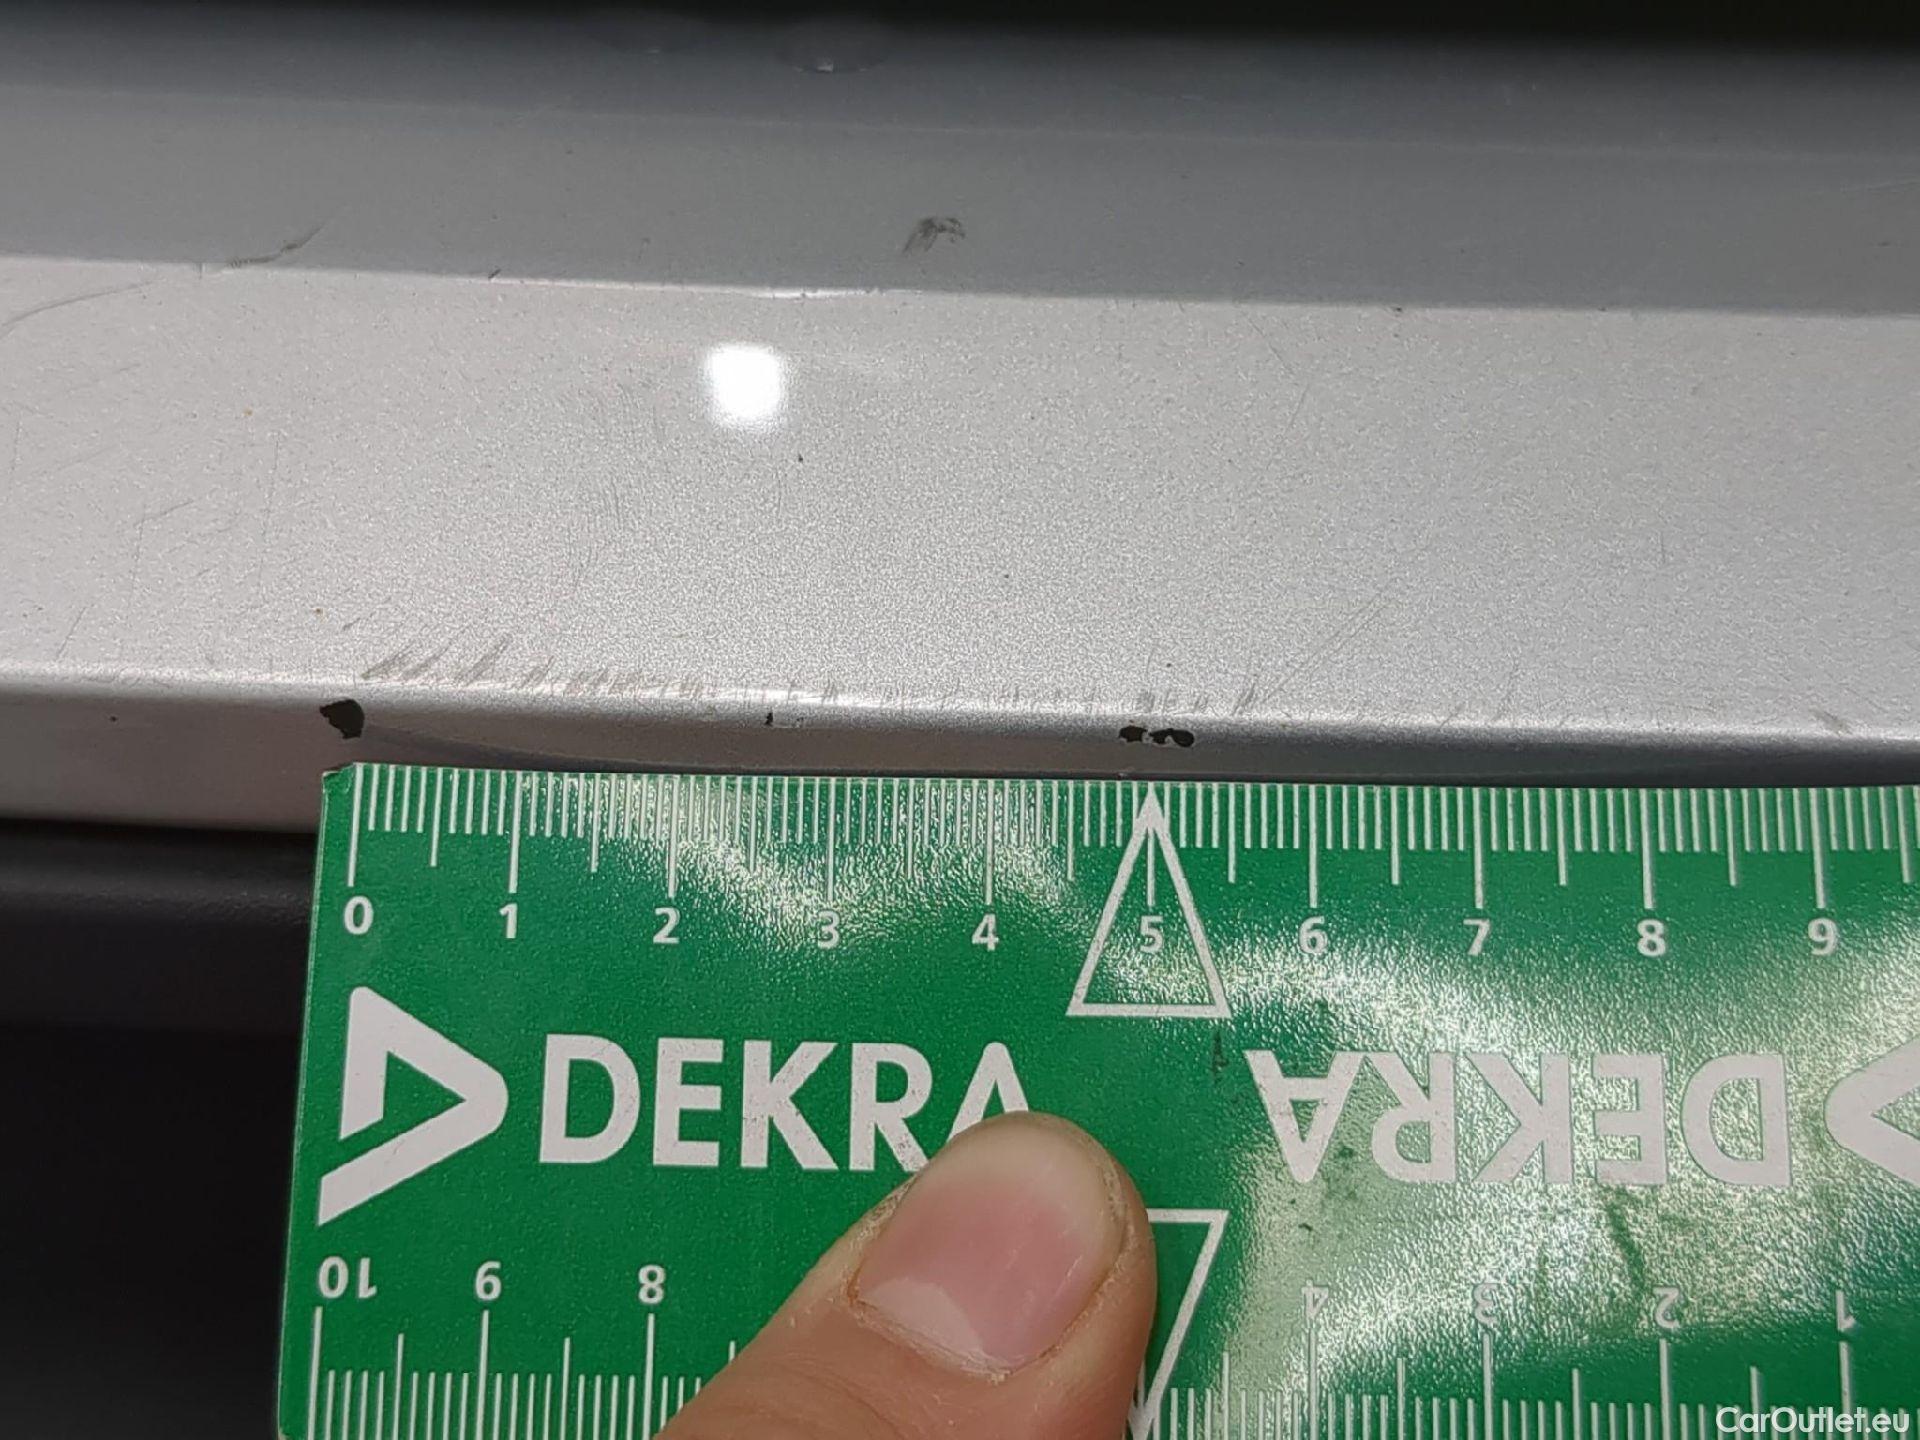 0 1 2 3 4 5 6 7 8 9
DEKRA DEKRA
10 9 8 4 3 2 1
CarOutlet.eu